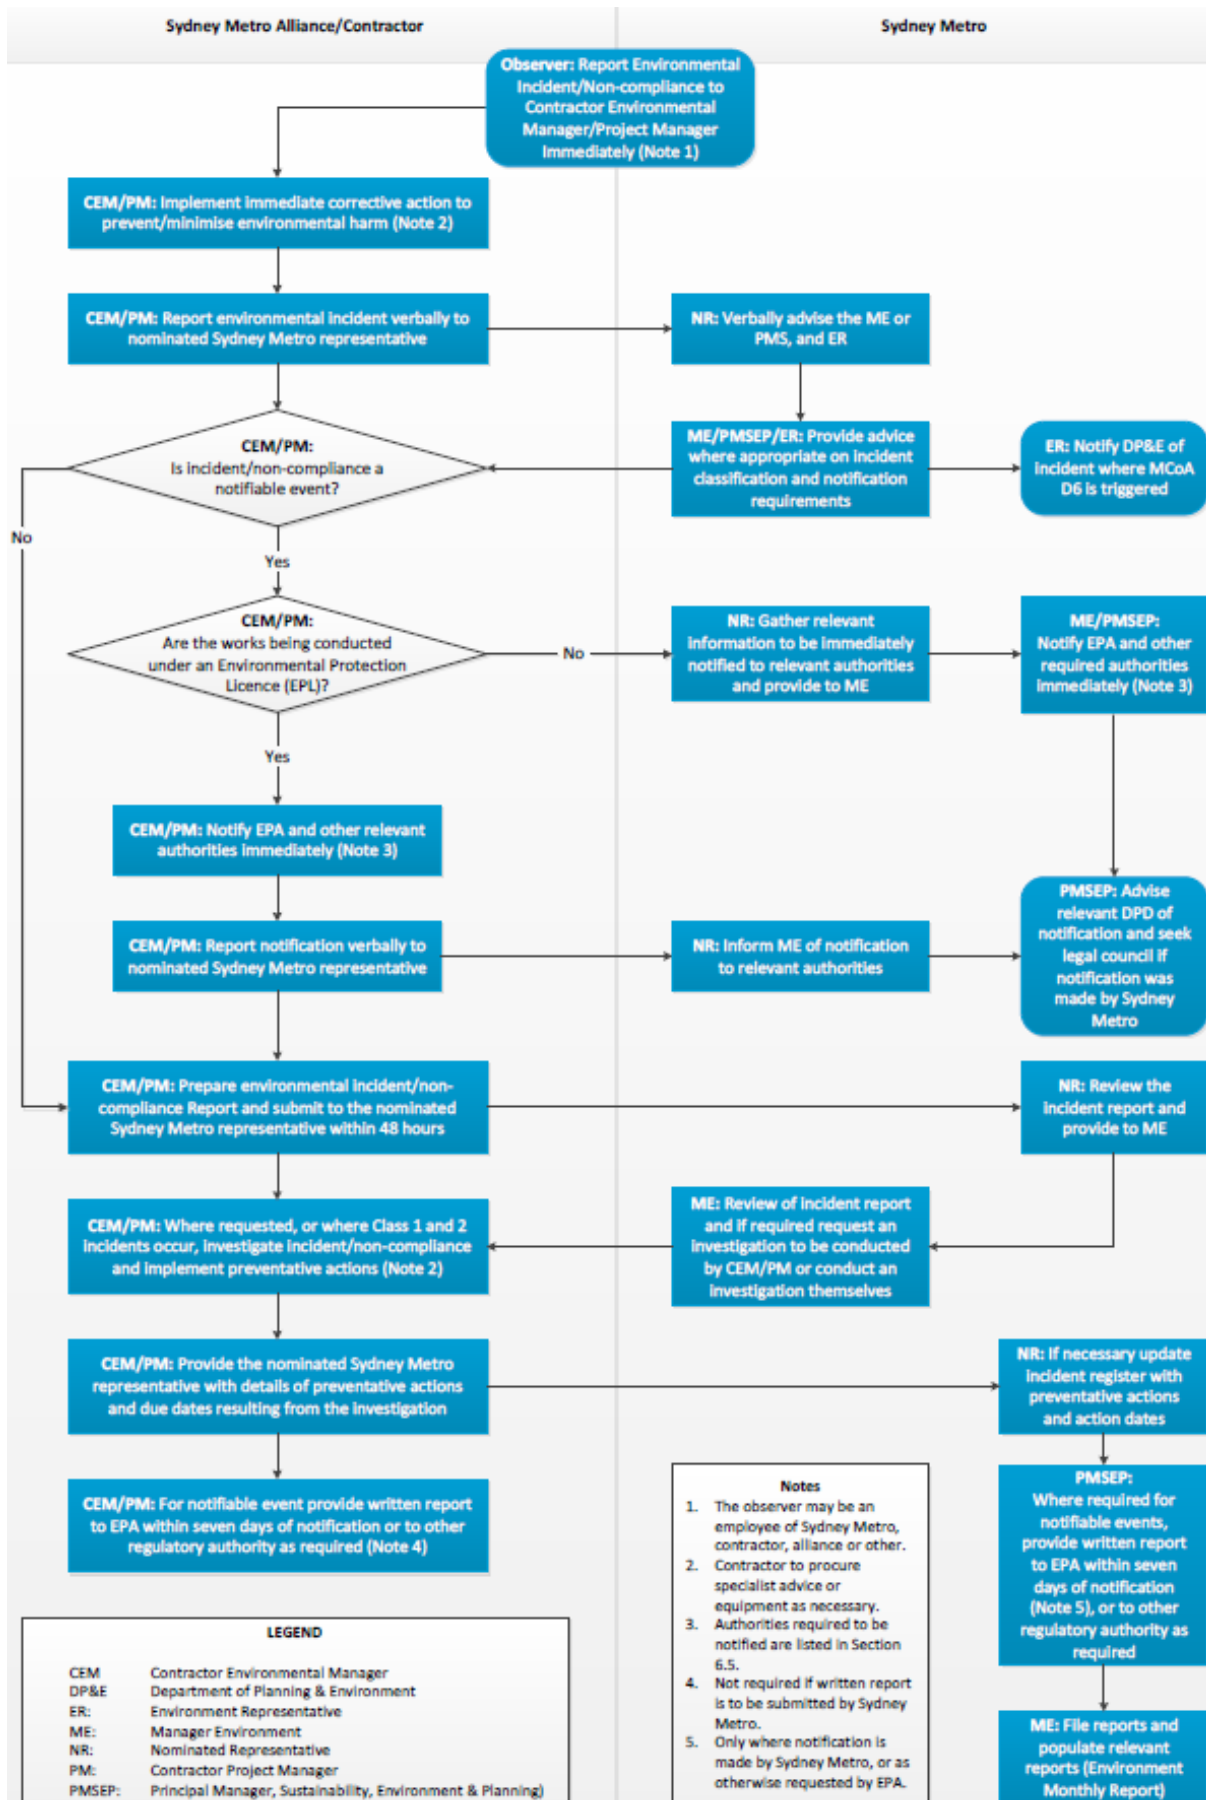 Sydney Metro Alliance/Contractor
Sydney Metro
Observer: Report Environmental
Incident/Non-compliance to
Contractor Environmental
Manager/Project Manager
Immediately (Note 1)
CEM/PM: Implement immediate corrective action to
prevent/minimise environmental harm (Note 2)
CEM/PM: Report environmental incident verbally to
nominated Sydney Metro representative
NR: Verbally advise the ME or
PMS, and ER
CEM/PM:
Is incident/non-compliance a
notifiable event?
ME/PMSEP/ER: Provide advice
where appropriate on incident
classification and notification
requirements
ER: Notify DP&E of
incident where MCoA
D6 is triggered
No
Yes
CEM/PM:
Are the works being conducted
under an Environmental Protection
Licence (EPL)?
No
NR: Gather relevant
information to be immediately
notified to relevant authorities
and provide to ME
ME/PMSEP:
Notify EPA and other
required authorities
immediately (Note 3)
Yes
CEM/PM: Notify EPA and other relevant
authorities immediately (Note 3)
CEM/PM: Report notification verbally to
nominated Sydney Metro representative
NR: Inform ME of notification
to relevant authorities
PMSEP: Advise
relevant DPD of
notification and seek
legal council if
notification was
made by Sydney
Metro
CEM/PM: Prepare environmental incident/non-
compliance Report and submit to the nominated
Sydney Metro representative within 48 hours
NR: Review the
incident report and
provide to ME
CEM/PM: Where requested, or where Class 1 and 2
incidents occur, investigate incident/non-compliance
and implement preventative actions (Note 2)
ME: Review of incident report
and if required request an
investigation to be conducted
by CEM/PM or conduct an
investigation themselves
CEM/PM: Provide the nominated Sydney Metro
representative with details of preventative actions
and due dates resulting from the investigation
NR: If necessary update
incident register with
preventative actions
and action dates
CEM/PM: For notifiable event provide written report
to EPA within seven days of notification or to other
regulatory authority as required (Note 4)
PMSEP:
Where required for
notifiable events,
provide written report
to EPA within seven
days of notification
(Note 5), or to other
regulatory authority as
required
ME: File reports and
populate relevant
reports (Environment
Monthly Report)
Notes
1. The observer may be an
employee of Sydney Metro,
contractor, alliance or other.
2. Contractor to procure
specialist advice or
equipment as necessary.
3. Authorities required to be
notified are listed in Section
6.5.
4. Not required if written report
is to be submitted by Sydney
Metro.
5. Only where notification is
made by Sydney Metro, or as
otherwise requested by EPA.
LEGEND
CEM Contractor Environmental Manager
DP&E Department of Planning & Environment
ER: Environment Representative
ME: Manager Environment
NR: Nominated Representative
PM: Contractor Project Manager
PMSEP: Principal Manager, Sustainability, Environment & Planning)